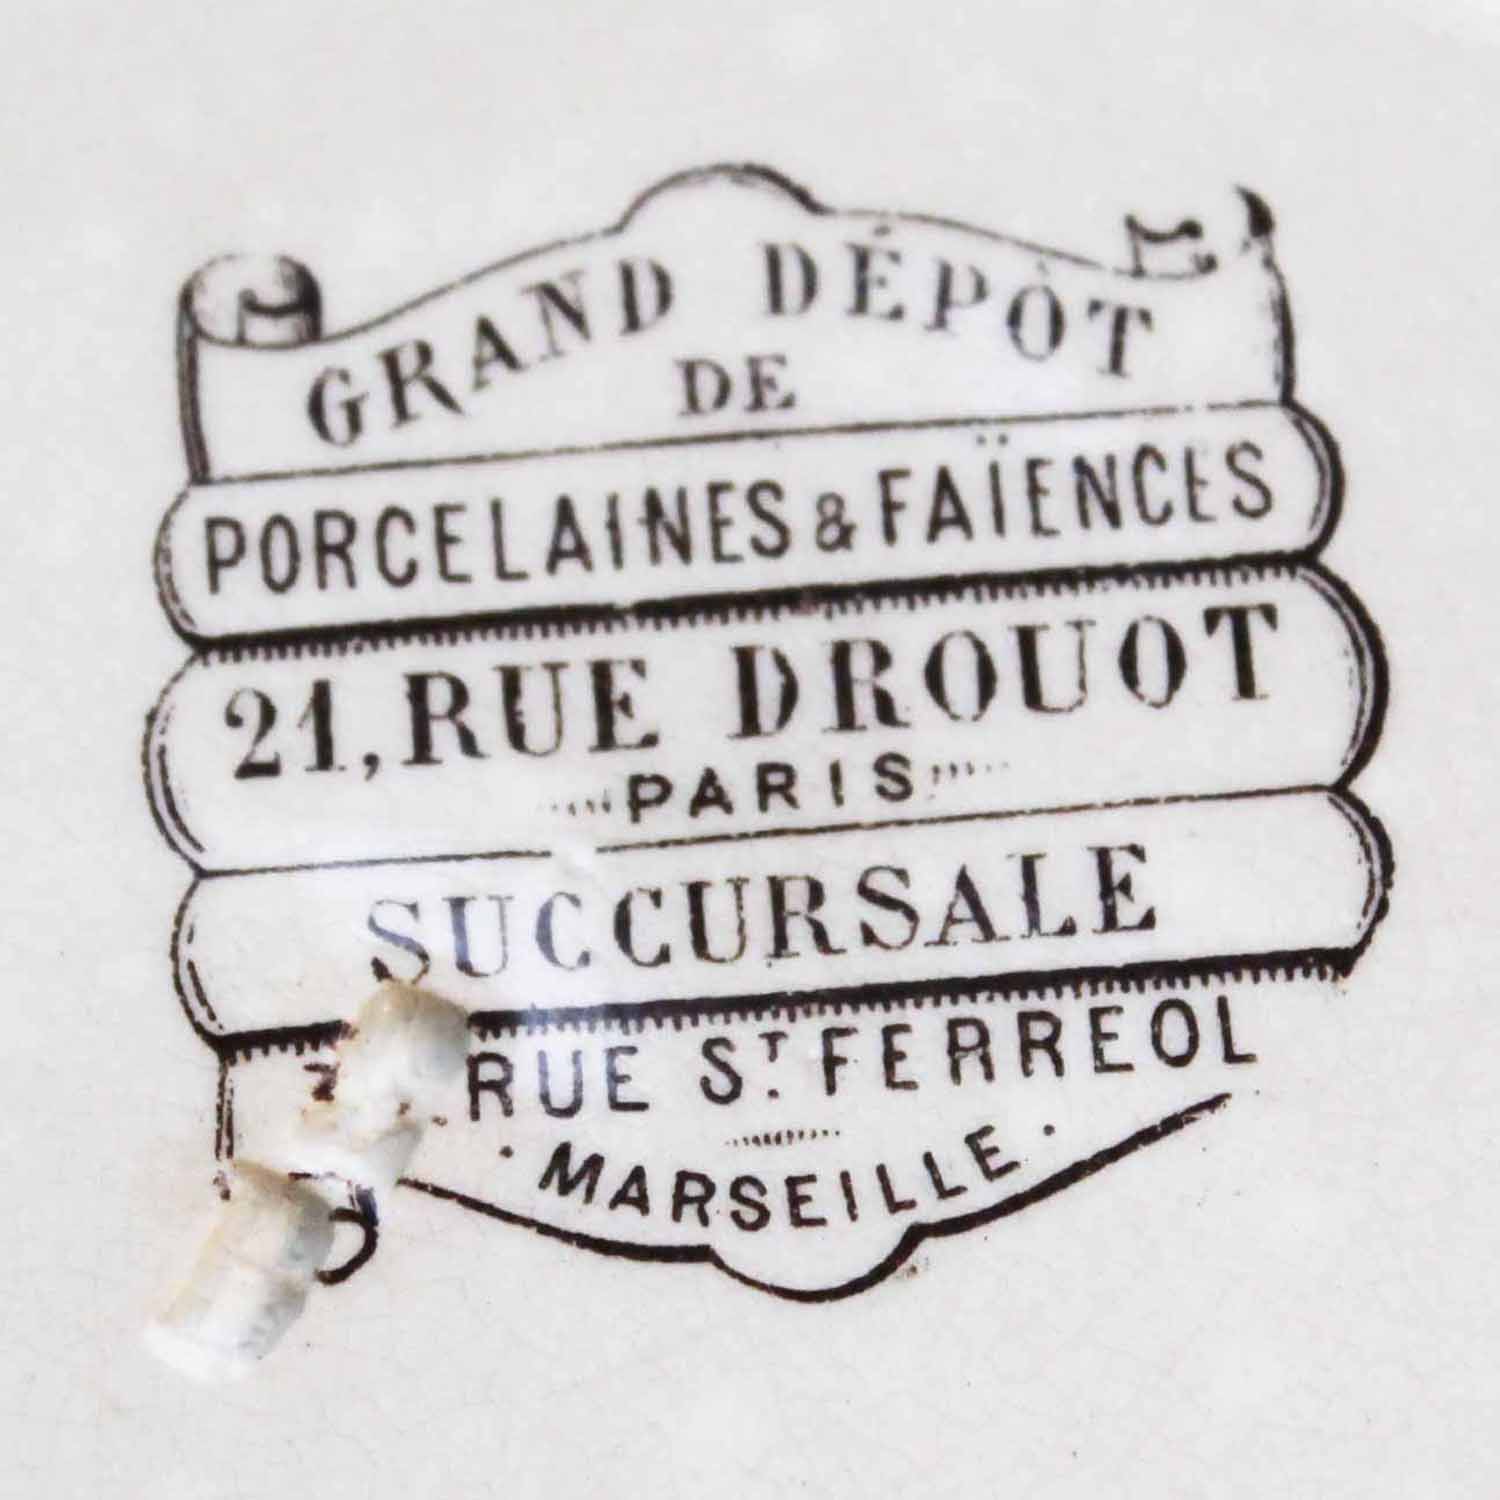 GRAND DÉPÔT
DE
PORCELAINES & FAÏENCES
21, RUE DROUOT
PARIS
SUCCURSALE
RUE ST. FERREOL
MARSEILLE